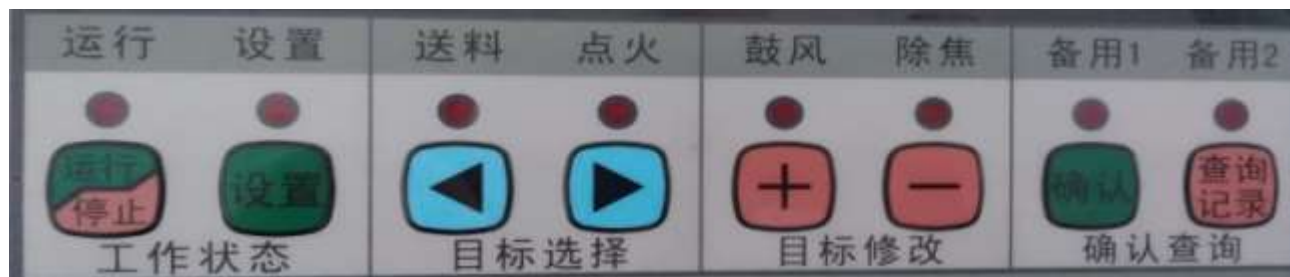 运行 设置 送料 点火 鼓风 除焦 备用1 备用2
运行
停止
设置
+
−
确认
查询
记录
工作状态 目标选择 目标修改 确认查询